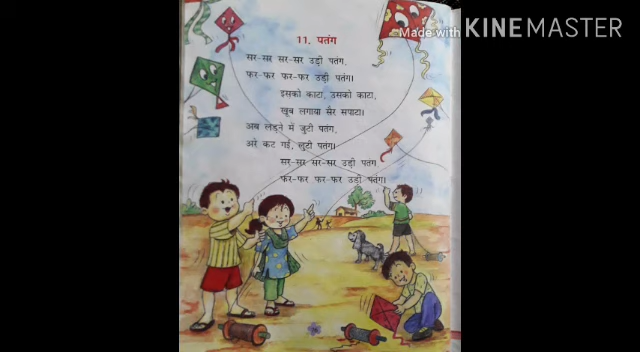 Made with KINEMASTER
11. पतंग
सर-सर सर-सर उड़ी पतंग,
फर-फर फर-फर उड़ी पतंग।
इसको काटा, उसको काटा,
खूब लगाया सैर सपाटा।
अब लड़ने में जुटी पतंग,
अरे कट गई, लुटी पतंग।
सर-सर सर-सर उड़ी पतंग
फर-फर फर-फर उड़ी पतंग।